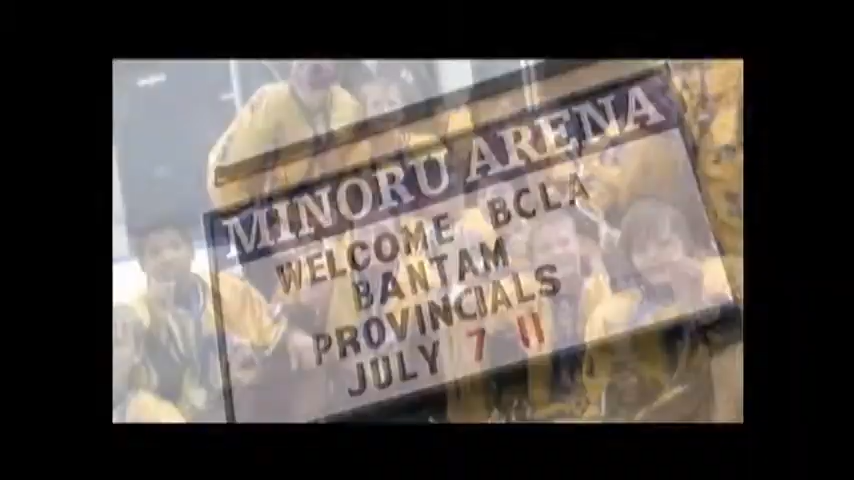 MINORU ARENA
WELCOME BCLA
BANTAM
PROVINCIALS
JULY 7 11